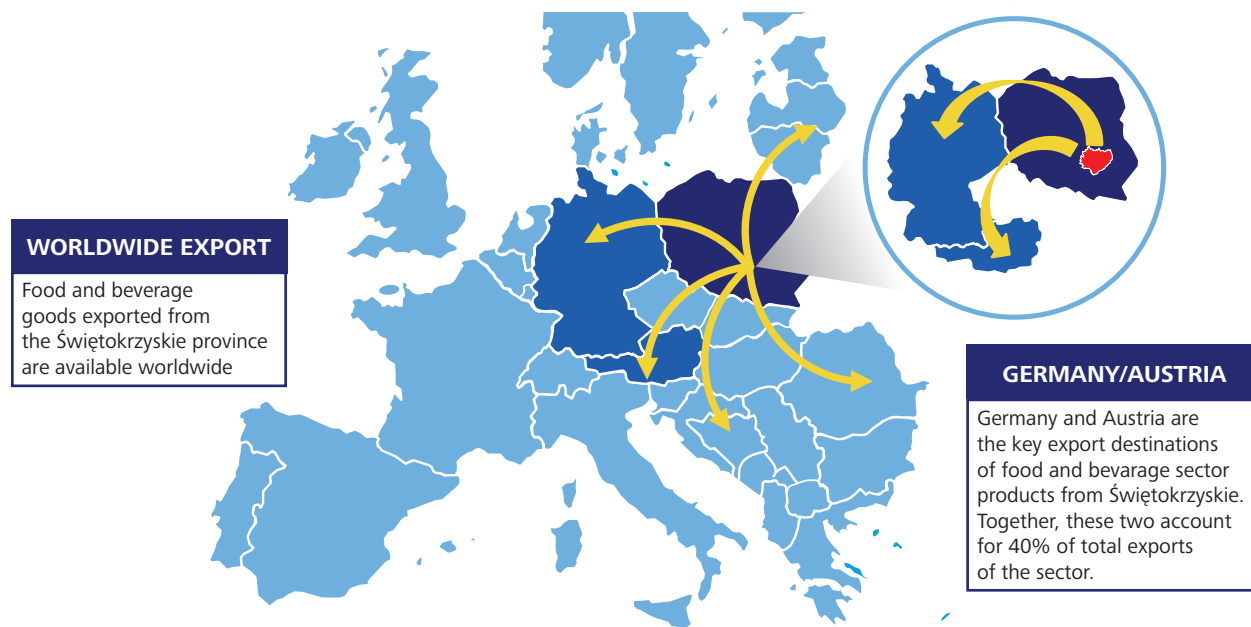 WORLDWIDE EXPORT
Food and beverage
goods exported from
the Świętokrzyskie province
are available worldwide
GERMANY/AUSTRIA
Germany and Austria are
the key export destinations
of food and bevarage sector
products from Świętokrzyskie.
Together, these two account
for 40% of total exports
of the sector.